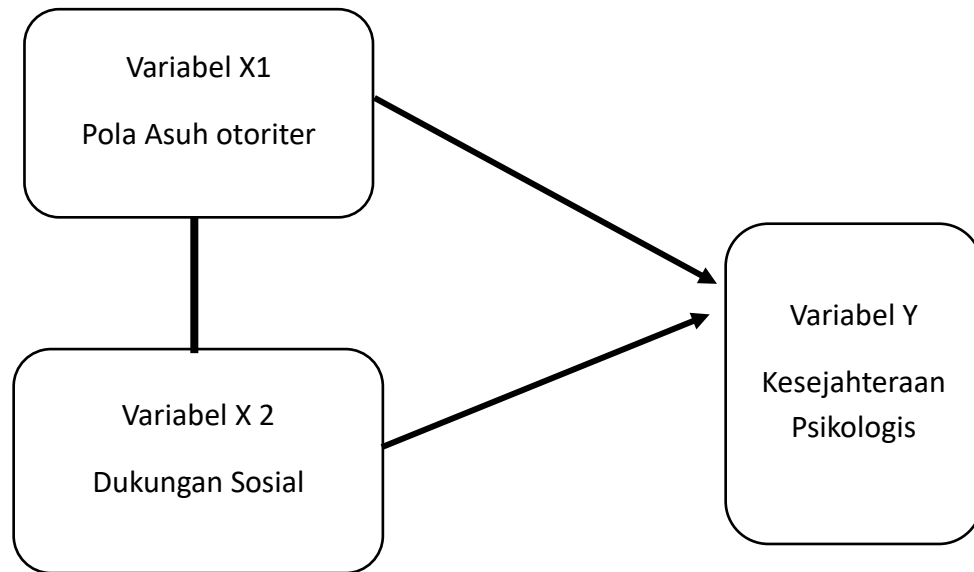 Variabel X1
Pola Asuh otoriter
Variabel X 2
Dukungan Sosial
Variabel Y
Kesejahteraan
Psikologis